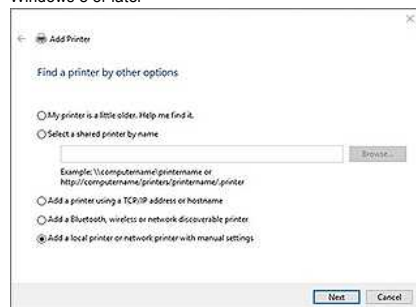 Windows 8 or later
Add Printer
Find a printer by other options
My printer is a little older. Help me find it.
Select a shared printer by name
Browse...
Example: \\computername\printername or
http://computername/printers/printername/.printer
Add a printer using a TCP/IP address or hostname
Add a Bluetooth, wireless or network discoverable printer
Add a local printer or network printer with manual settings
Next
Cancel